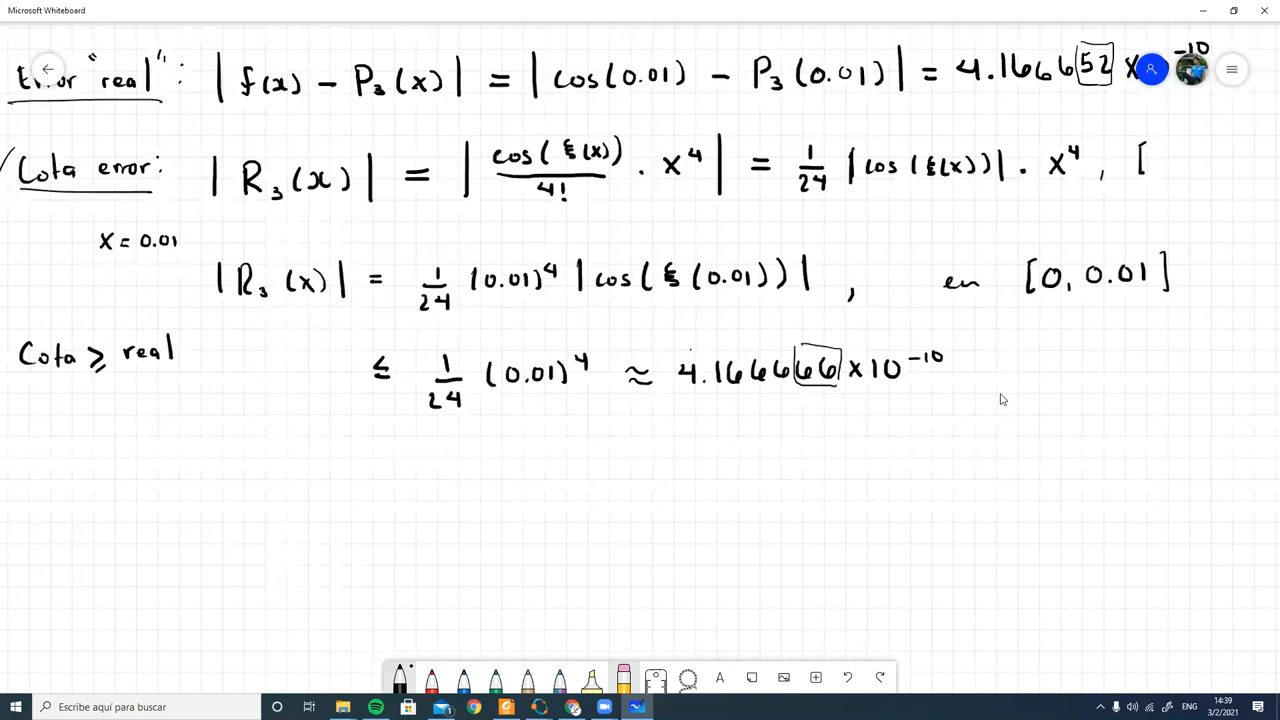 Microsoft Whiteboard
Error "real": | f(x) − P₃(x) | = | cos(0.01) − P₃(0.01) | = 4.166652 × 10⁻¹⁰
Cota error: | R₃(x) | = | cos(ξ(x))/4! · x⁴ | = 1/24 |cos(ξ(x))| · x⁴ , [
x = 0.01
|R₃(x)| = 1/24 (0.01)⁴ |cos(ξ(0.01))| , en [0, 0.01]
Cota ≥ real
≤ 1/24 (0.01)⁴ ≈ 4.1666666 × 10⁻¹⁰
A
Escribe aquí para buscar
ENG
14:39
3/2/2021